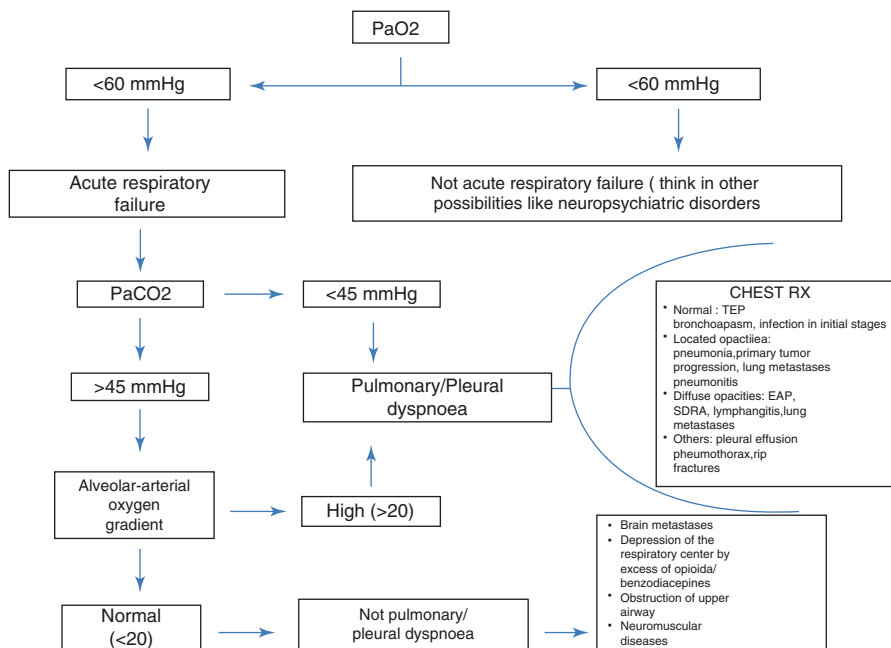 PaO2
<60 mmHg
<60 mmHg
Acute respiratory
failure
Not acute respiratory failure ( think in other
possibilities like neuropsychiatric disorders
PaCO2
<45 mmHg
CHEST RX
• Normal : TEP
bronchoapasm, infection in initial stages
• Located opactiiea:
pneumonia,primary tumor
progression, lung metastases
pneumonitis
• Diffuse opacities: EAP,
SDRA, lymphangitis,lung
metastases
• Others: pleural effusion
pheumothorax,rip
fractures
>45 mmHg
Pulmonary/Pleural
dyspnoea
Alveolar-arterial
oxygen
gradient
High (>20)
• Brain metastases
• Depression of the
respiratory center by
excess of opioida/
benzodiacepines
• Obstruction of upper
airway
• Neuromuscular
diseases
Normal
(<20)
Not pulmonary/
pleural dyspnoea